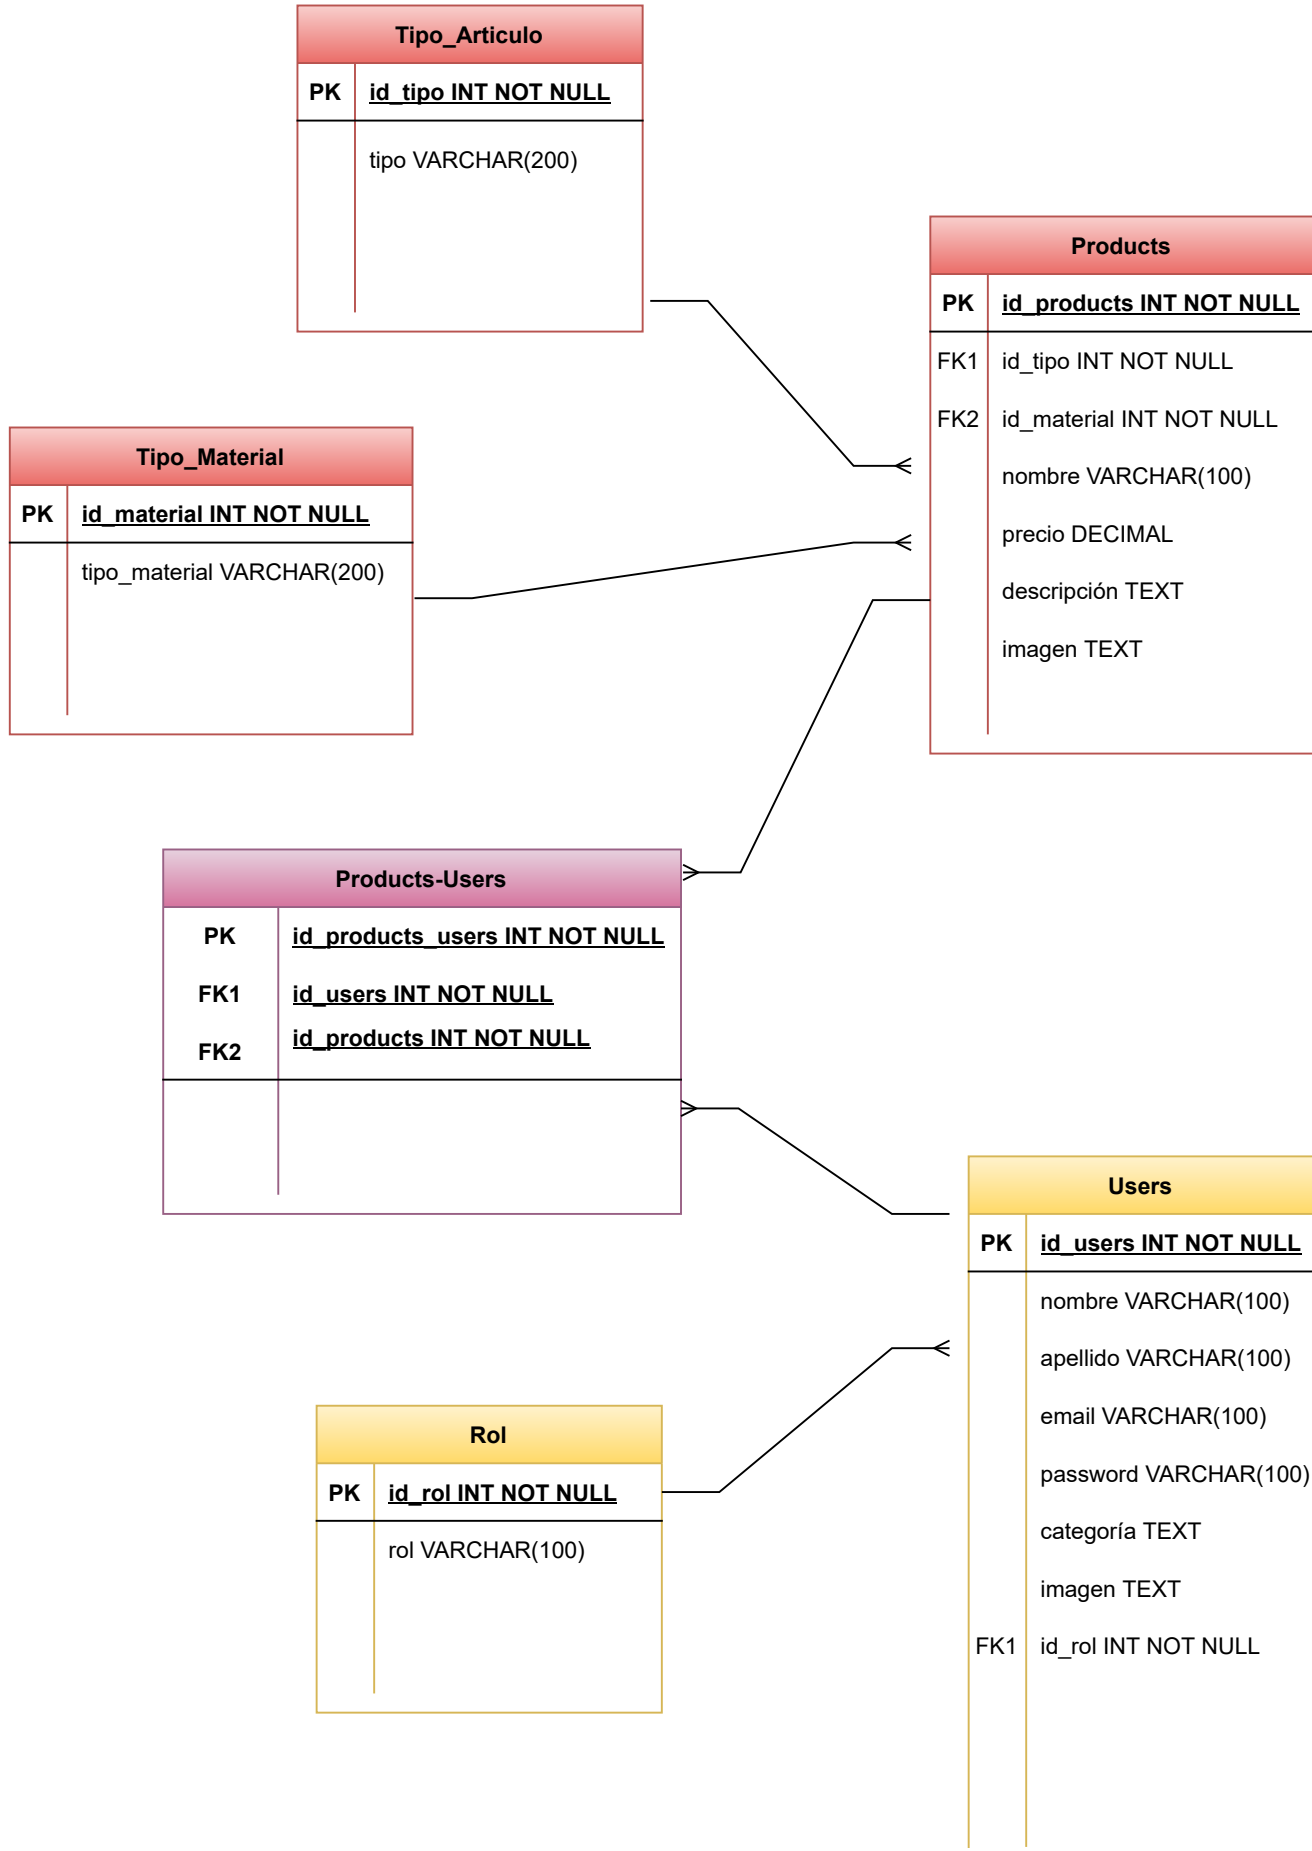 Tipo_Articulo
PK id_tipo INT NOT NULL
tipo VARCHAR(200)
Products
PK id_products INT NOT NULL
FK1 id_tipo INT NOT NULL
FK2 id_material INT NOT NULL
nombre VARCHAR(100)
precio DECIMAL
descripción TEXT
imagen TEXT
Tipo_Material
PK id_material INT NOT NULL
tipo_material VARCHAR(200)
Products-Users
PK id_products_users INT NOT NULL
FK1 id_users INT NOT NULL
FK2 id_products INT NOT NULL
Users
PK id_users INT NOT NULL
nombre VARCHAR(100)
apellido VARCHAR(100)
email VARCHAR(100)
password VARCHAR(100)
categoría TEXT
imagen TEXT
FK1 id_rol INT NOT NULL
Rol
PK id_rol INT NOT NULL
rol VARCHAR(100)